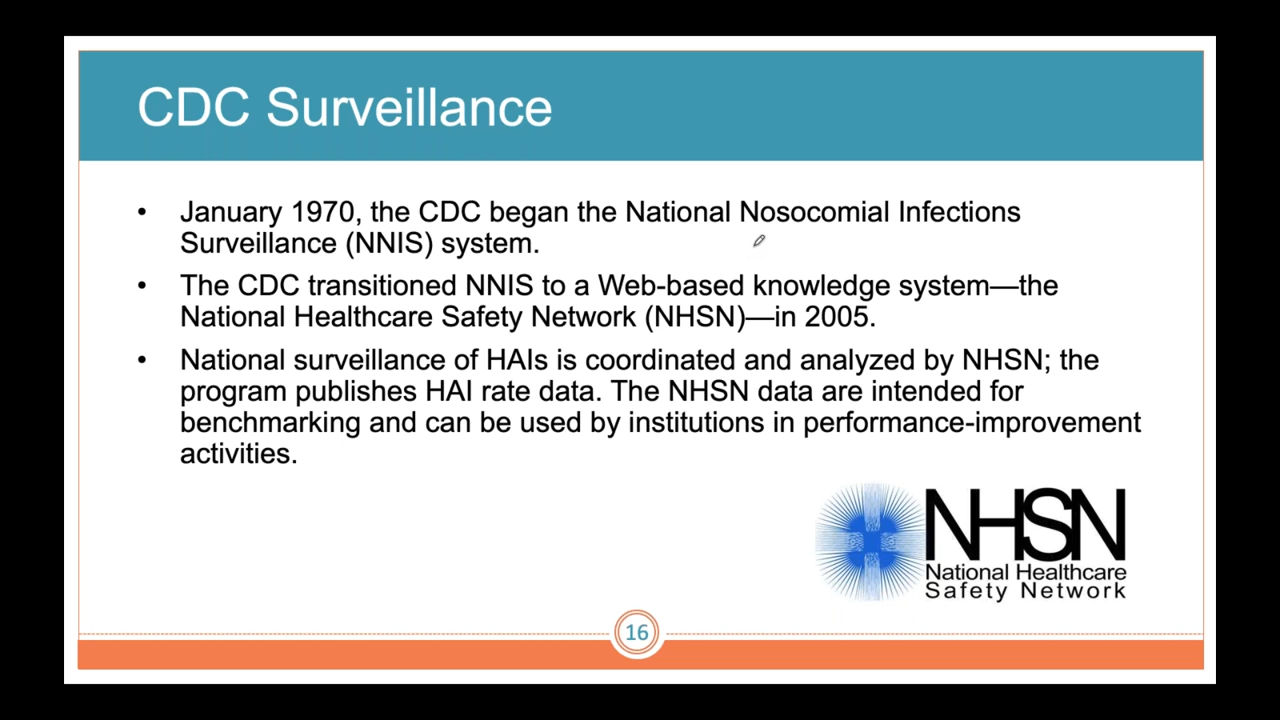 CDC Surveillance
• January 1970, the CDC began the National Nosocomial Infections
Surveillance (NNIS) system.
• The CDC transitioned NNIS to a Web-based knowledge system—the
National Healthcare Safety Network (NHSN)—in 2005.
• National surveillance of HAIs is coordinated and analyzed by NHSN; the
program publishes HAI rate data. The NHSN data are intended for
benchmarking and can be used by institutions in performance-improvement
activities.
NHSN
National Healthcare
Safety Network
16